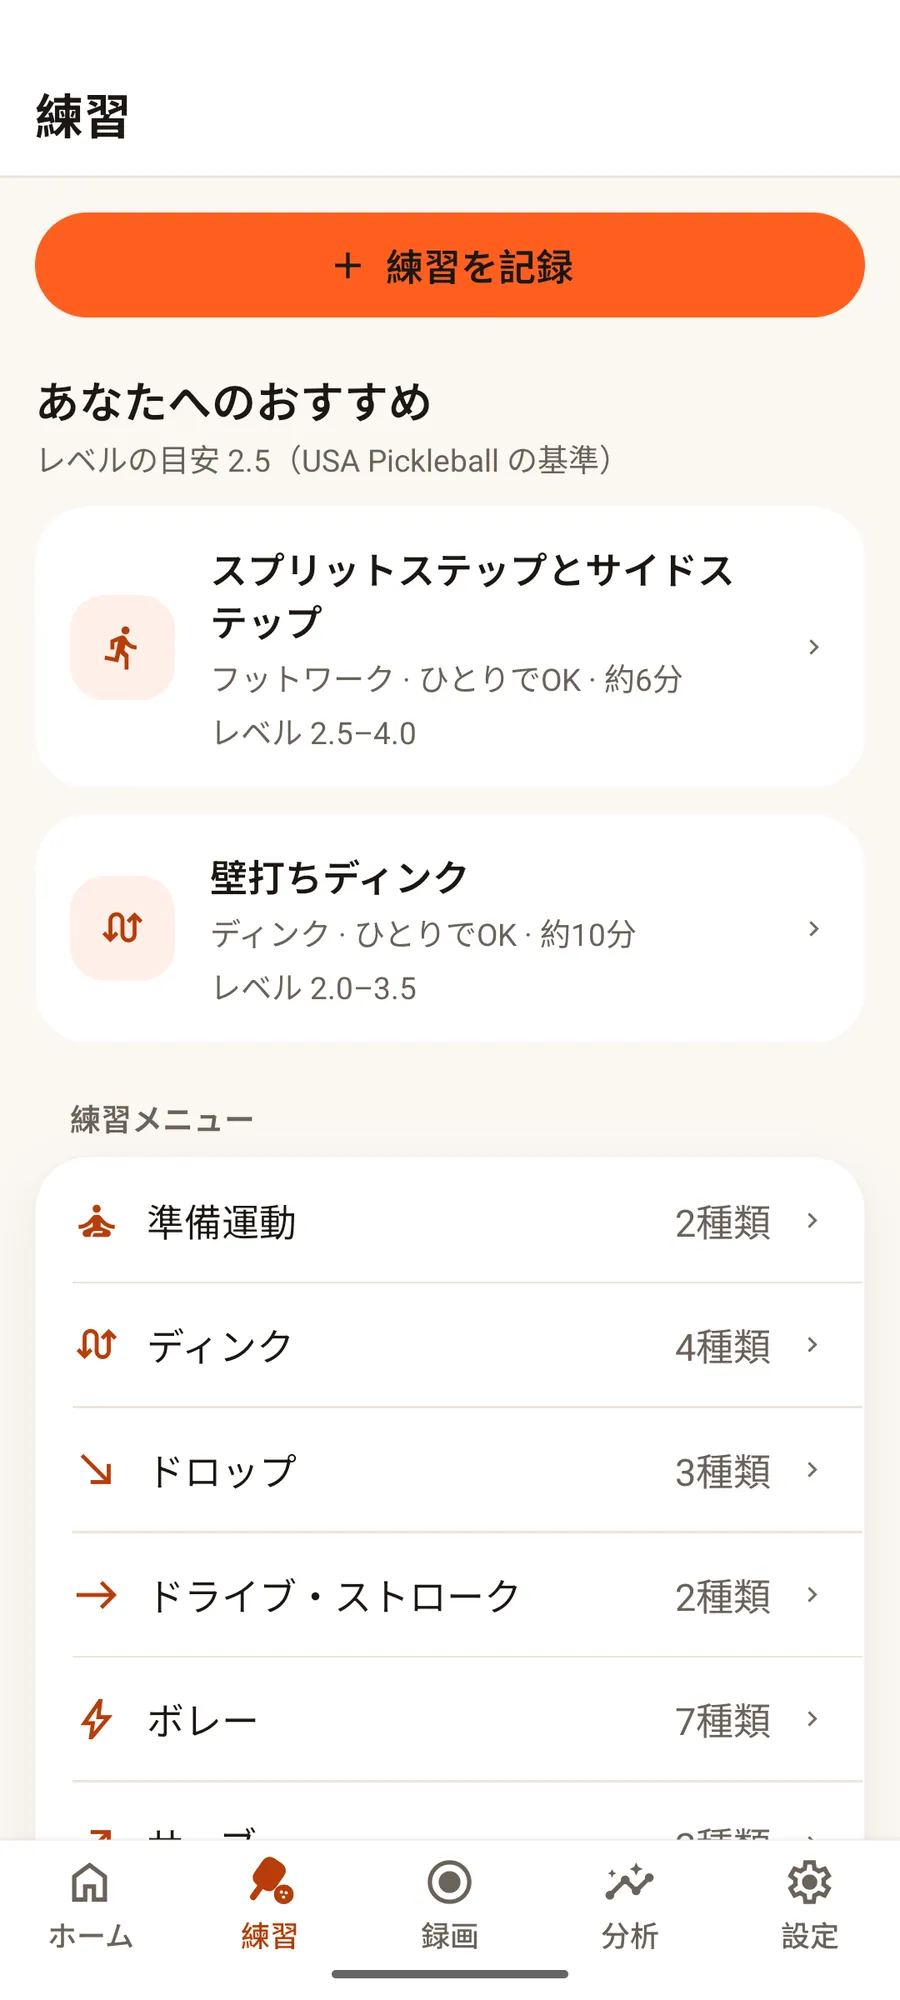 練習
+ 練習を記録
あなたへのおすすめ
レベルの目安 2.5（USA Pickleball の基準）
スプリットステップとサイドス
テップ
フットワーク · ひとりでOK · 約6分
レベル 2.5–4.0
壁打ちディンク
ディンク · ひとりでOK · 約10分
レベル 2.0–3.5
練習メニュー
準備運動 2種類
ディンク 4種類
ドロップ 3種類
ドライブ・ストローク 2種類
ボレー 7種類
ホーム 練習 録画 分析 設定